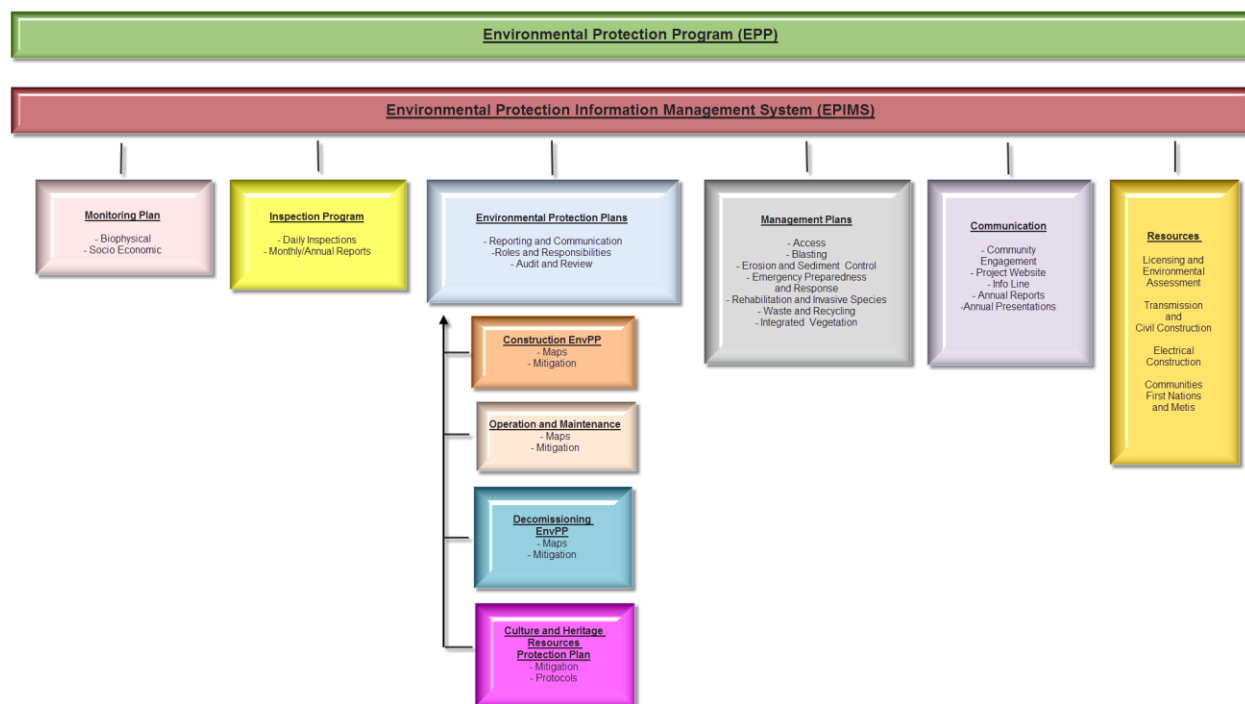 Environmental Protection Program (EPP)
Environmental Protection Information Management System (EPIMS)
Monitoring Plan
- Biophysical
- Socio Economic
Inspection Program
- Daily Inspections
- Monthly/Annual Reports
Environmental Protection Plans
- Reporting and Communication
-Roles and Responsibilities
- Audit and Review
Construction EnvPP
- Maps
- Mitigation
Operation and Maintenance
- Maps
- Mitigation
Decomissioning
EnvPP
- Maps
- Mitigation
Culture and Heritage
Resources
Protection Plan
- Mitigation
- Protocols
Management Plans
- Access
- Blasting
- Erosion and Sediment Control
- Emergency Preparedness
and Response
- Rehabilitation and Invasive Species
- Waste and Recycling
- Integrated Vegetation
Communication
- Community
Engagement
- Project Website
- Info Line
- Annual Reports
-Annual Presentations
Resources
Licensing and
Environmental
Assessment
Transmission
and
Civil Construction
Electrical
Construction
Communities
First Nations
and Metis